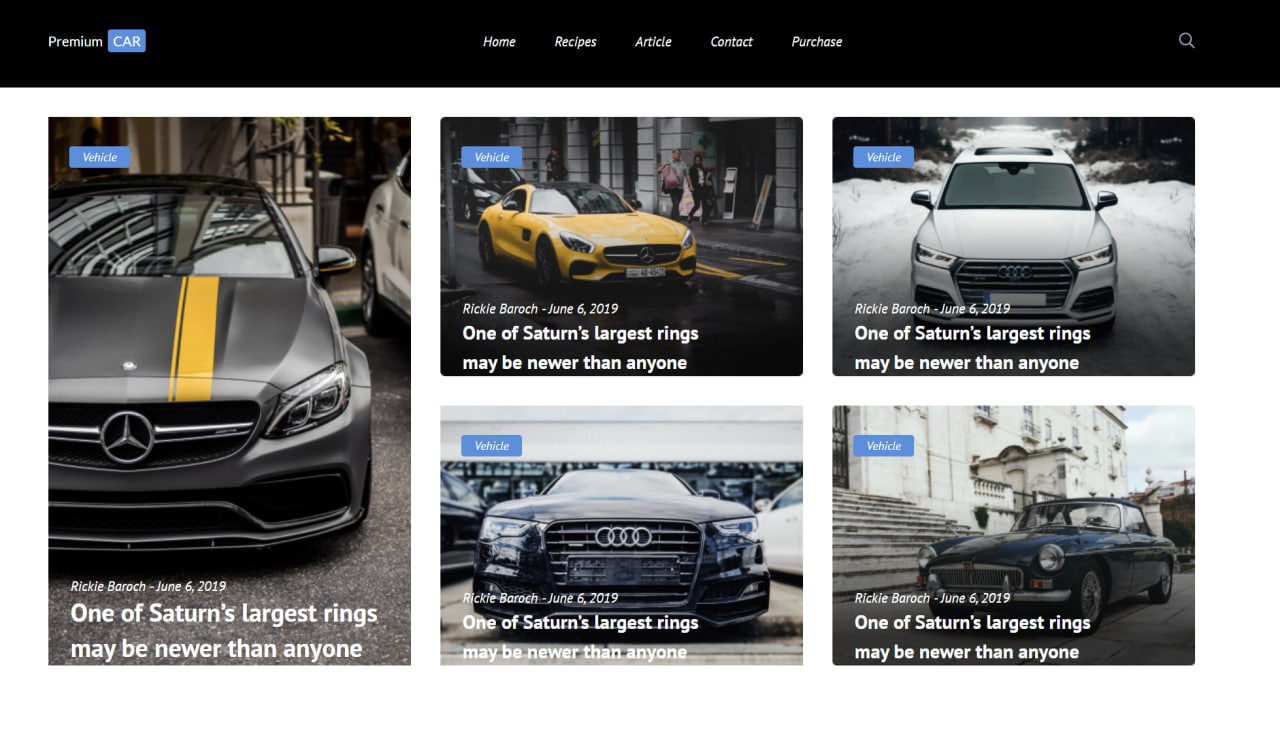 Premium CAR
Home Recipes Article Contact Purchase
Vehicle
Rickie Baroch - June 6, 2019
One of Saturn’s largest rings
may be newer than anyone
Vehicle
Rickie Baroch - June 6, 2019
One of Saturn’s largest rings
may be newer than anyone
Vehicle
Rickie Baroch - June 6, 2019
One of Saturn’s largest rings
may be newer than anyone
Vehicle
Rickie Baroch - June 6, 2019
One of Saturn’s largest rings
may be newer than anyone
Vehicle
Rickie Baroch - June 6, 2019
One of Saturn’s largest rings
may be newer than anyone